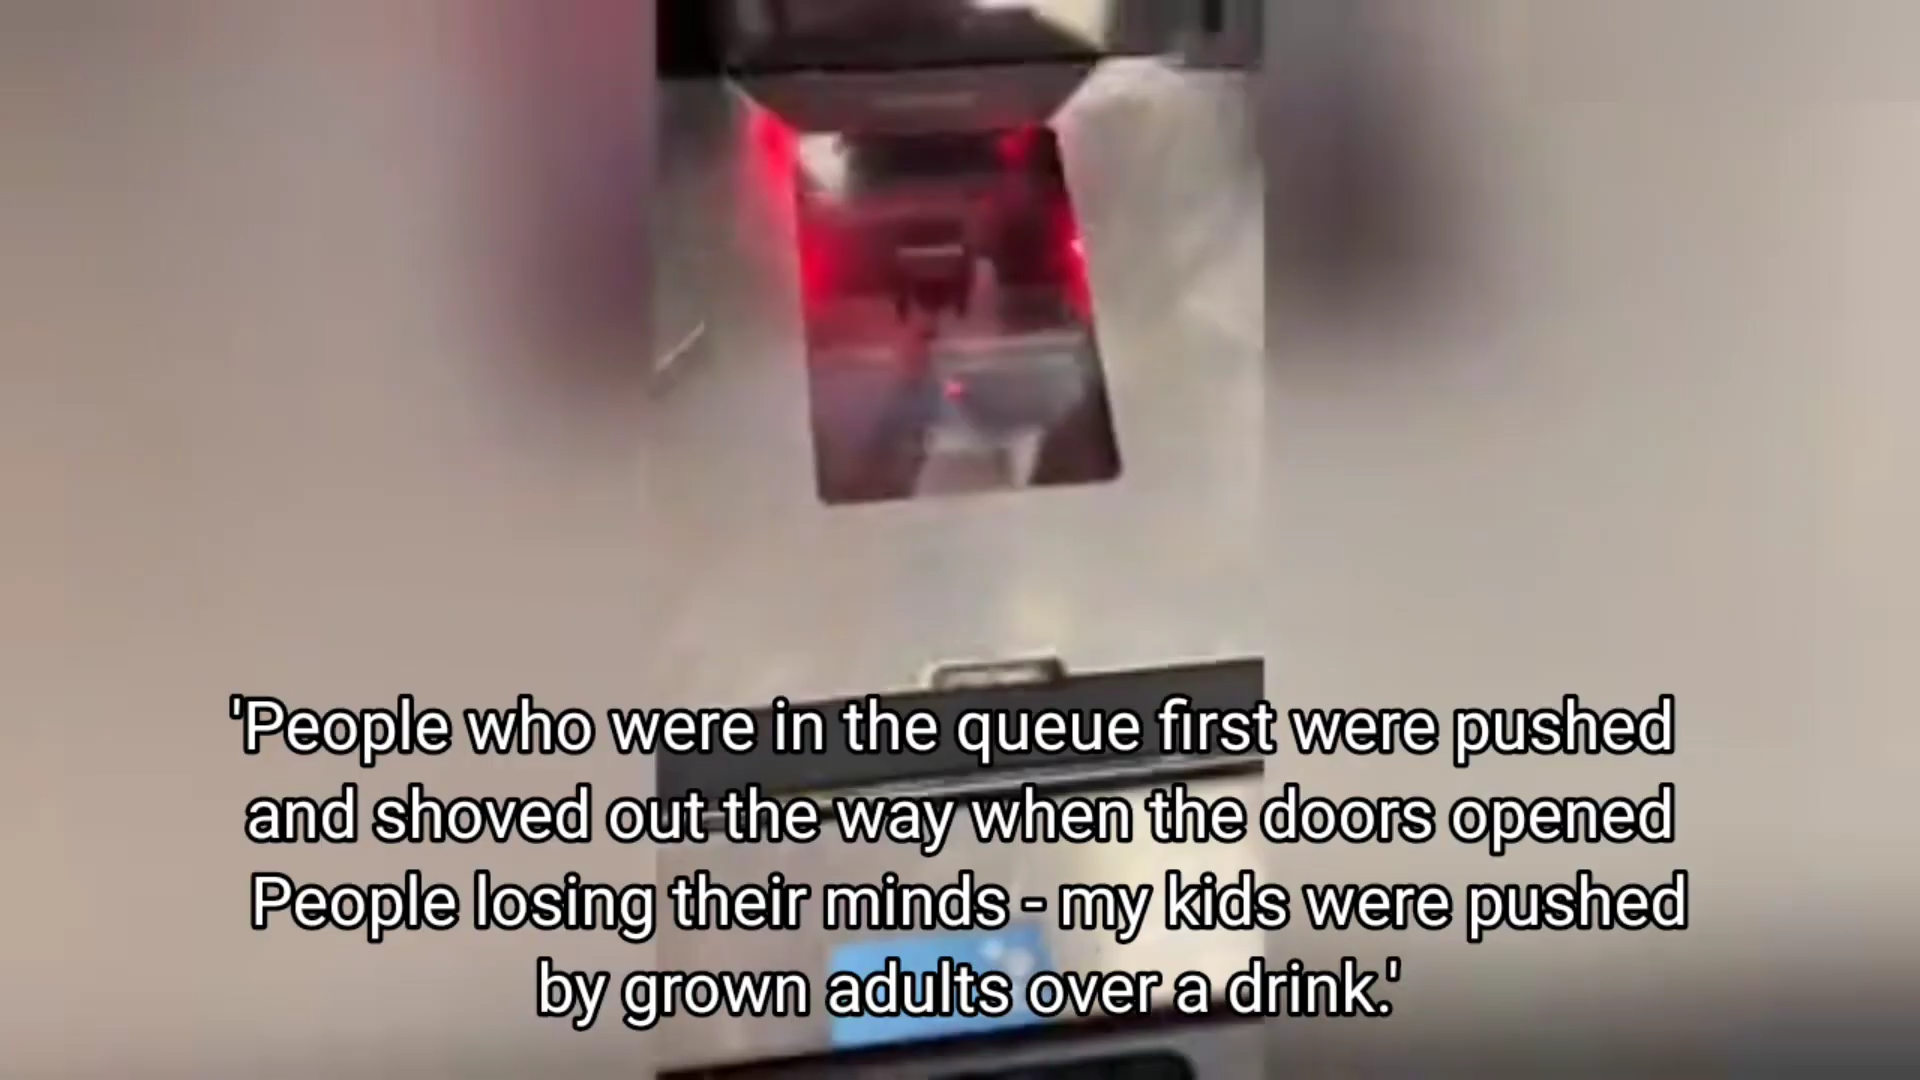 'People who were in the queue first were pushed
and shoved out the way when the doors opened
People losing their minds - my kids were pushed
by grown adults over a drink.'